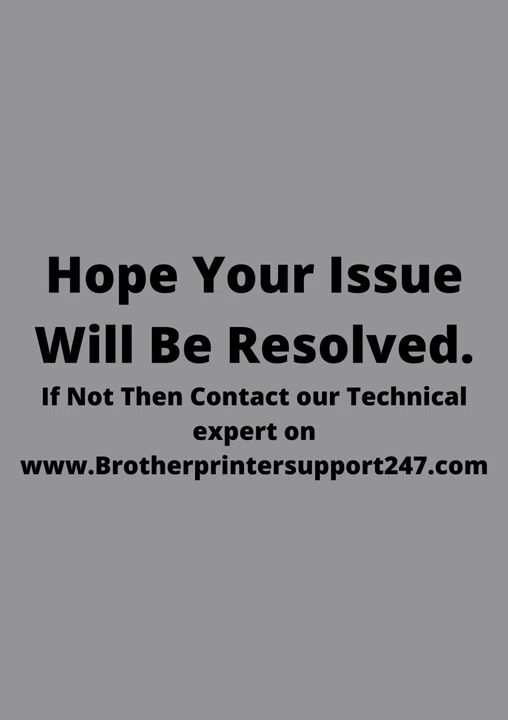 Hope Your Issue
Will Be Resolved.
If Not Then Contact our Technical
expert on
www.Brotherprintersupport247.com